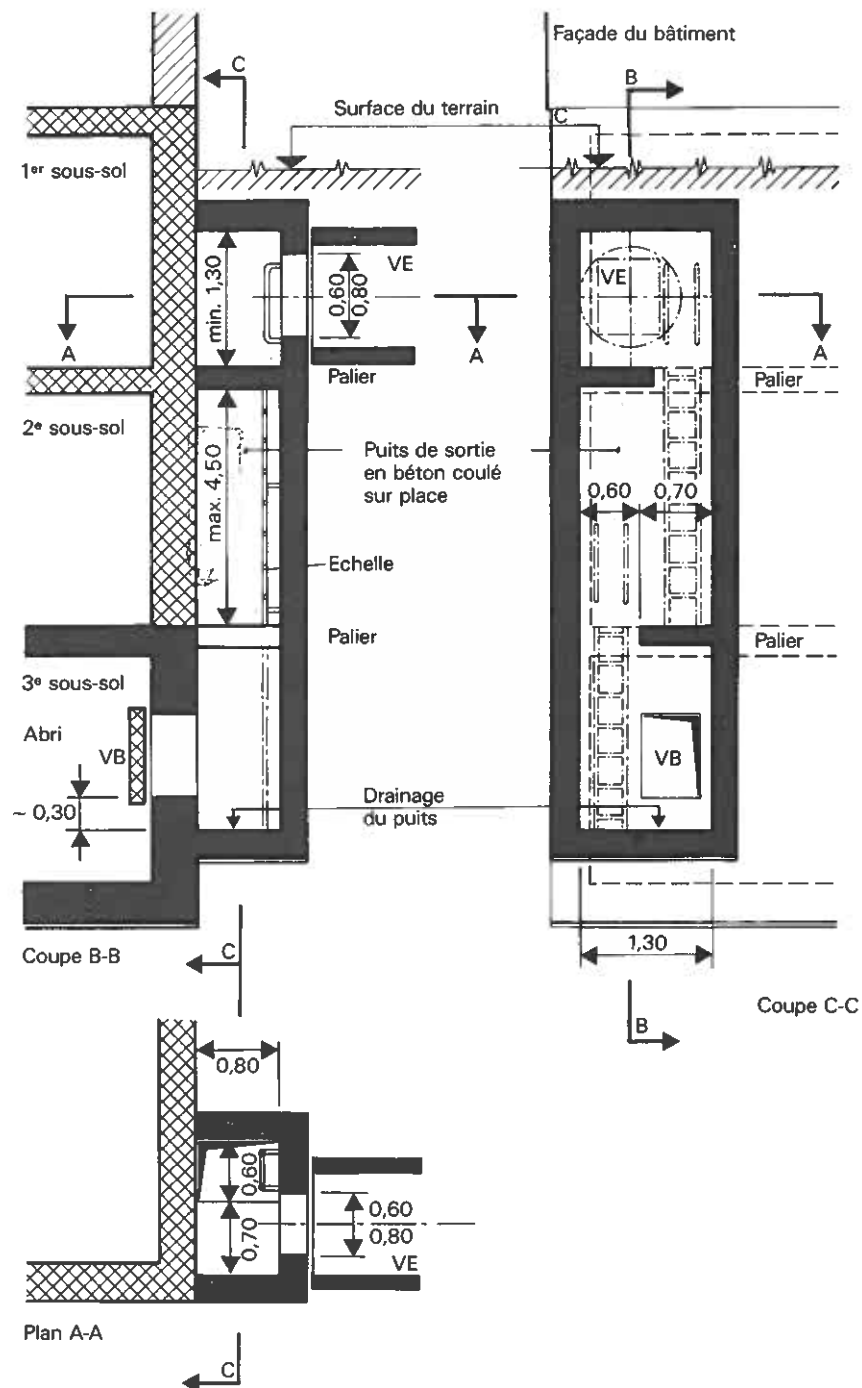 Façade du bâtiment
C
B
Surface du terrain
C
1er sous-sol
VE
min. 1,30
0,60
0,80
VE
A
A
A
A
Palier
Palier
2e sous-sol
max. 4,50
Puits de sortie
en béton coulé
sur place
0,60
0,70
Echelle
Palier
Palier
3e sous-sol
Abri
VB
VB
~ 0,30
Drainage
du puits
1,30
Coupe B-B
C
Coupe C-C
B
0,80
0,60
0,70
0,60
0,80
VE
Plan A-A
C